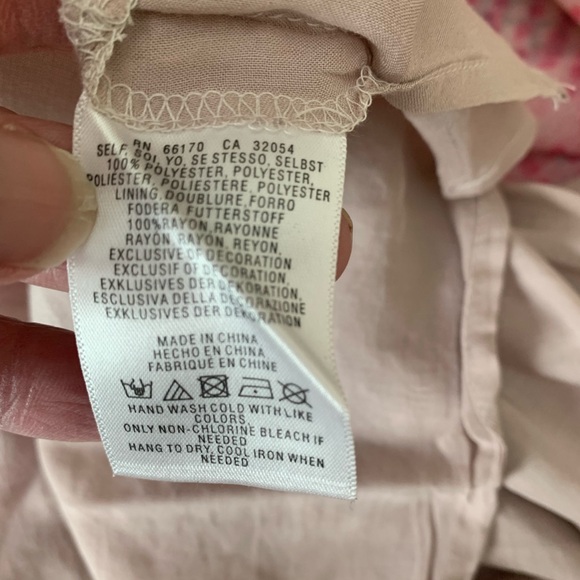 SELF, RN 66170 CA 32054
SOI, YO, SE STESSO, SELBST
100% POLYESTER, POLYESTER,
POLIÉSTER, POLIESTERE, POLYESTER
LINING, DOUBLURE, FORRO
FODERA, FUTTERSTOFF
100%RAYON,RAYONNE
RAYON, RAYON, REYON,
EXCLUSIVE OF DECORATION
EXCLUSIF OF DECORATION
EXCLUSIVES DER DEKORATION,
ESCLUSIVA DELLA DECORAZIONE
EXKLUSIVES DER DEKORATION
MADE IN CHINA
HECHO EN CHINA
FABRIQUÉ EN CHINE
HAND WASH COLD WITH LIKE
COLORS,
ONLY NON-CHLORINE BLEACH IF
NEEDED
HANG TO DRY, COOL IRON WHEN
NEEDED